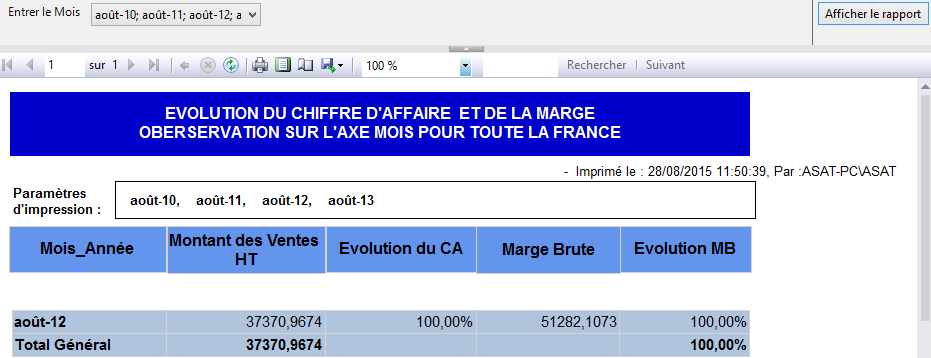 Entrer le Mois août-10; août-11; août-12; a Afficher le rapport
1 sur 1 100 % Rechercher | Suivant
EVOLUTION DU CHIFFRE D'AFFAIRE ET DE LA MARGE
OBERSERVATION SUR L'AXE MOIS POUR TOUTE LA FRANCE
- Imprimé le : 28/08/2015 11:50:39, Par :ASAT-PC\ASAT
Paramètres
d'impression :
août-10, août-11, août-12, août-13
Mois_Année Montant des Ventes HT Evolution du CA Marge Brute Evolution MB
août-12 37370,9674 100,00% 51282,1073 100,00%
Total Général 37370,9674 100,00%